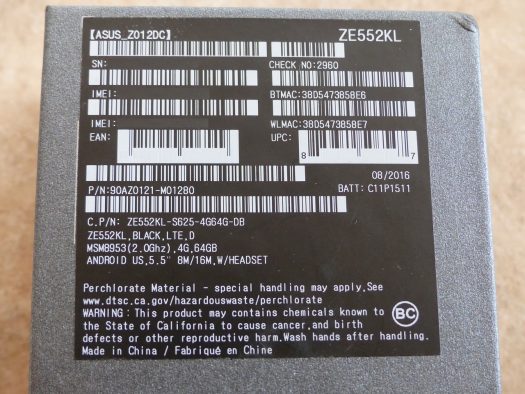 【ASUS_Z012DC】 ZE552KL
SN: CHECK NO:2960
IMEI: BTMAC:38D5473858E6
IMEI: WLMAC:38D5473858E7
EAN: UPC: 8 7
08/2016
P/N:90AZ0121-M01280 BATT: C11P1511
C.P/N: ZE552KL-S625-4G64G-DB
ZE552KL,BLACK,LTE,D
MSM8953(2.0Ghz),4G,64GB
ANDROID US,5.5" 8M/16M,W/HEADSET
Perchlorate Material - special handling may apply.See
www.dtsc.ca.gov/hazardouswaste/perchlorate
WARNING:This product may contains chemicals known to
the State of California to cause cancer,and birth
defects or other reproductive harm.Wash hands after handling.
BC
Made in China / Fabriqué en Chine